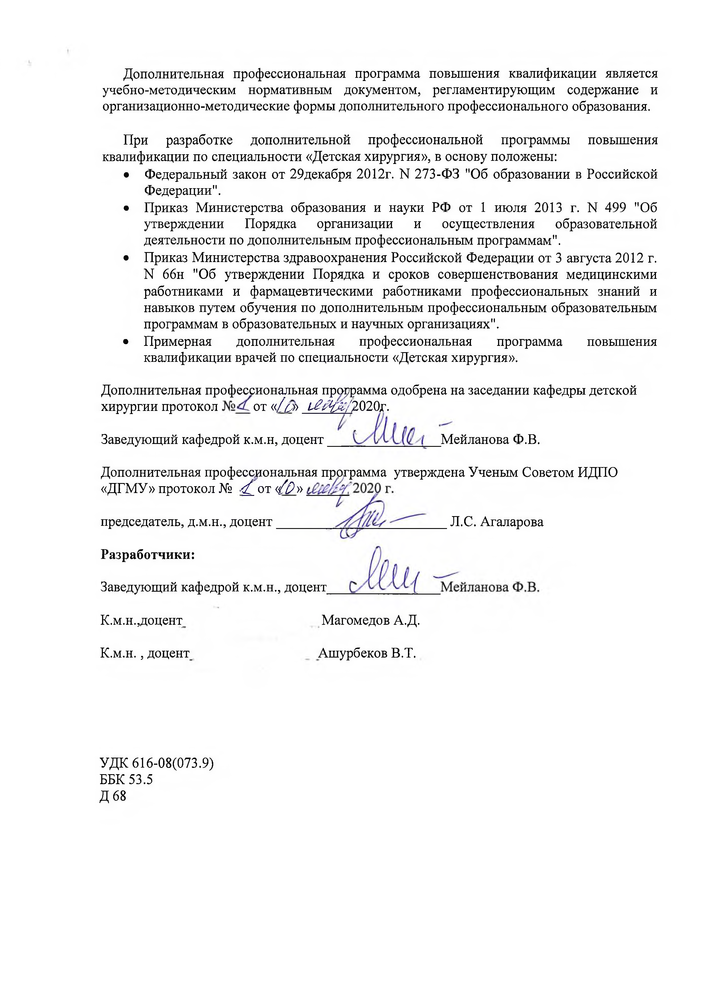 Дополнительная профессиональная программа повышения квалификации является
учебно-методическим нормативным документом, регламентирующим содержание и
организационно-методические формы дополнительного профессионального образования.
При разработке дополнительной профессиональной программы повышения
квалификации по специальности «Детская хирургия», в основу положены:
• Федеральный закон от 29декабря 2012г. N 273-ФЗ "Об образовании в Российской
Федерации".
• Приказ Министерства образования и науки РФ от 1 июля 2013 г. N 499 "Об
утверждении Порядка организации и осуществления образовательной
деятельности по дополнительным профессиональным программам".
• Приказ Министерства здравоохранения Российской Федерации от 3 августа 2012 г.
N 66н "Об утверждении Порядка и сроков совершенствования медицинскими
работниками и фармацевтическими работниками профессиональных знаний и
навыков путем обучения по дополнительным профессиональным образовательным
программам в образовательных и научных организациях".
• Примерная дополнительная профессиональная программа повышения
квалификации врачей по специальности «Детская хирургия».
Дополнительная профессиональная программа одобрена на заседании кафедры детской
хирургии протокол №1 от «10» 2020г.
Заведующий кафедрой к.м.н, доцент Мейланова Ф.В.
Дополнительная профессиональная программа утверждена Ученым Советом ИДПО
«ДГМУ» протокол № 1 от «10» 2020 г.
председатель, д.м.н., доцент Л.С. Агаларова
Разработчики:
Заведующий кафедрой к.м.н., доцент Мейланова Ф.В.
К.м.н.,доцент Магомедов А.Д.
К.м.н. , доцент Ашурбеков В.Т.
УДК 616-08(073.9)
ББК 53.5
Д 68